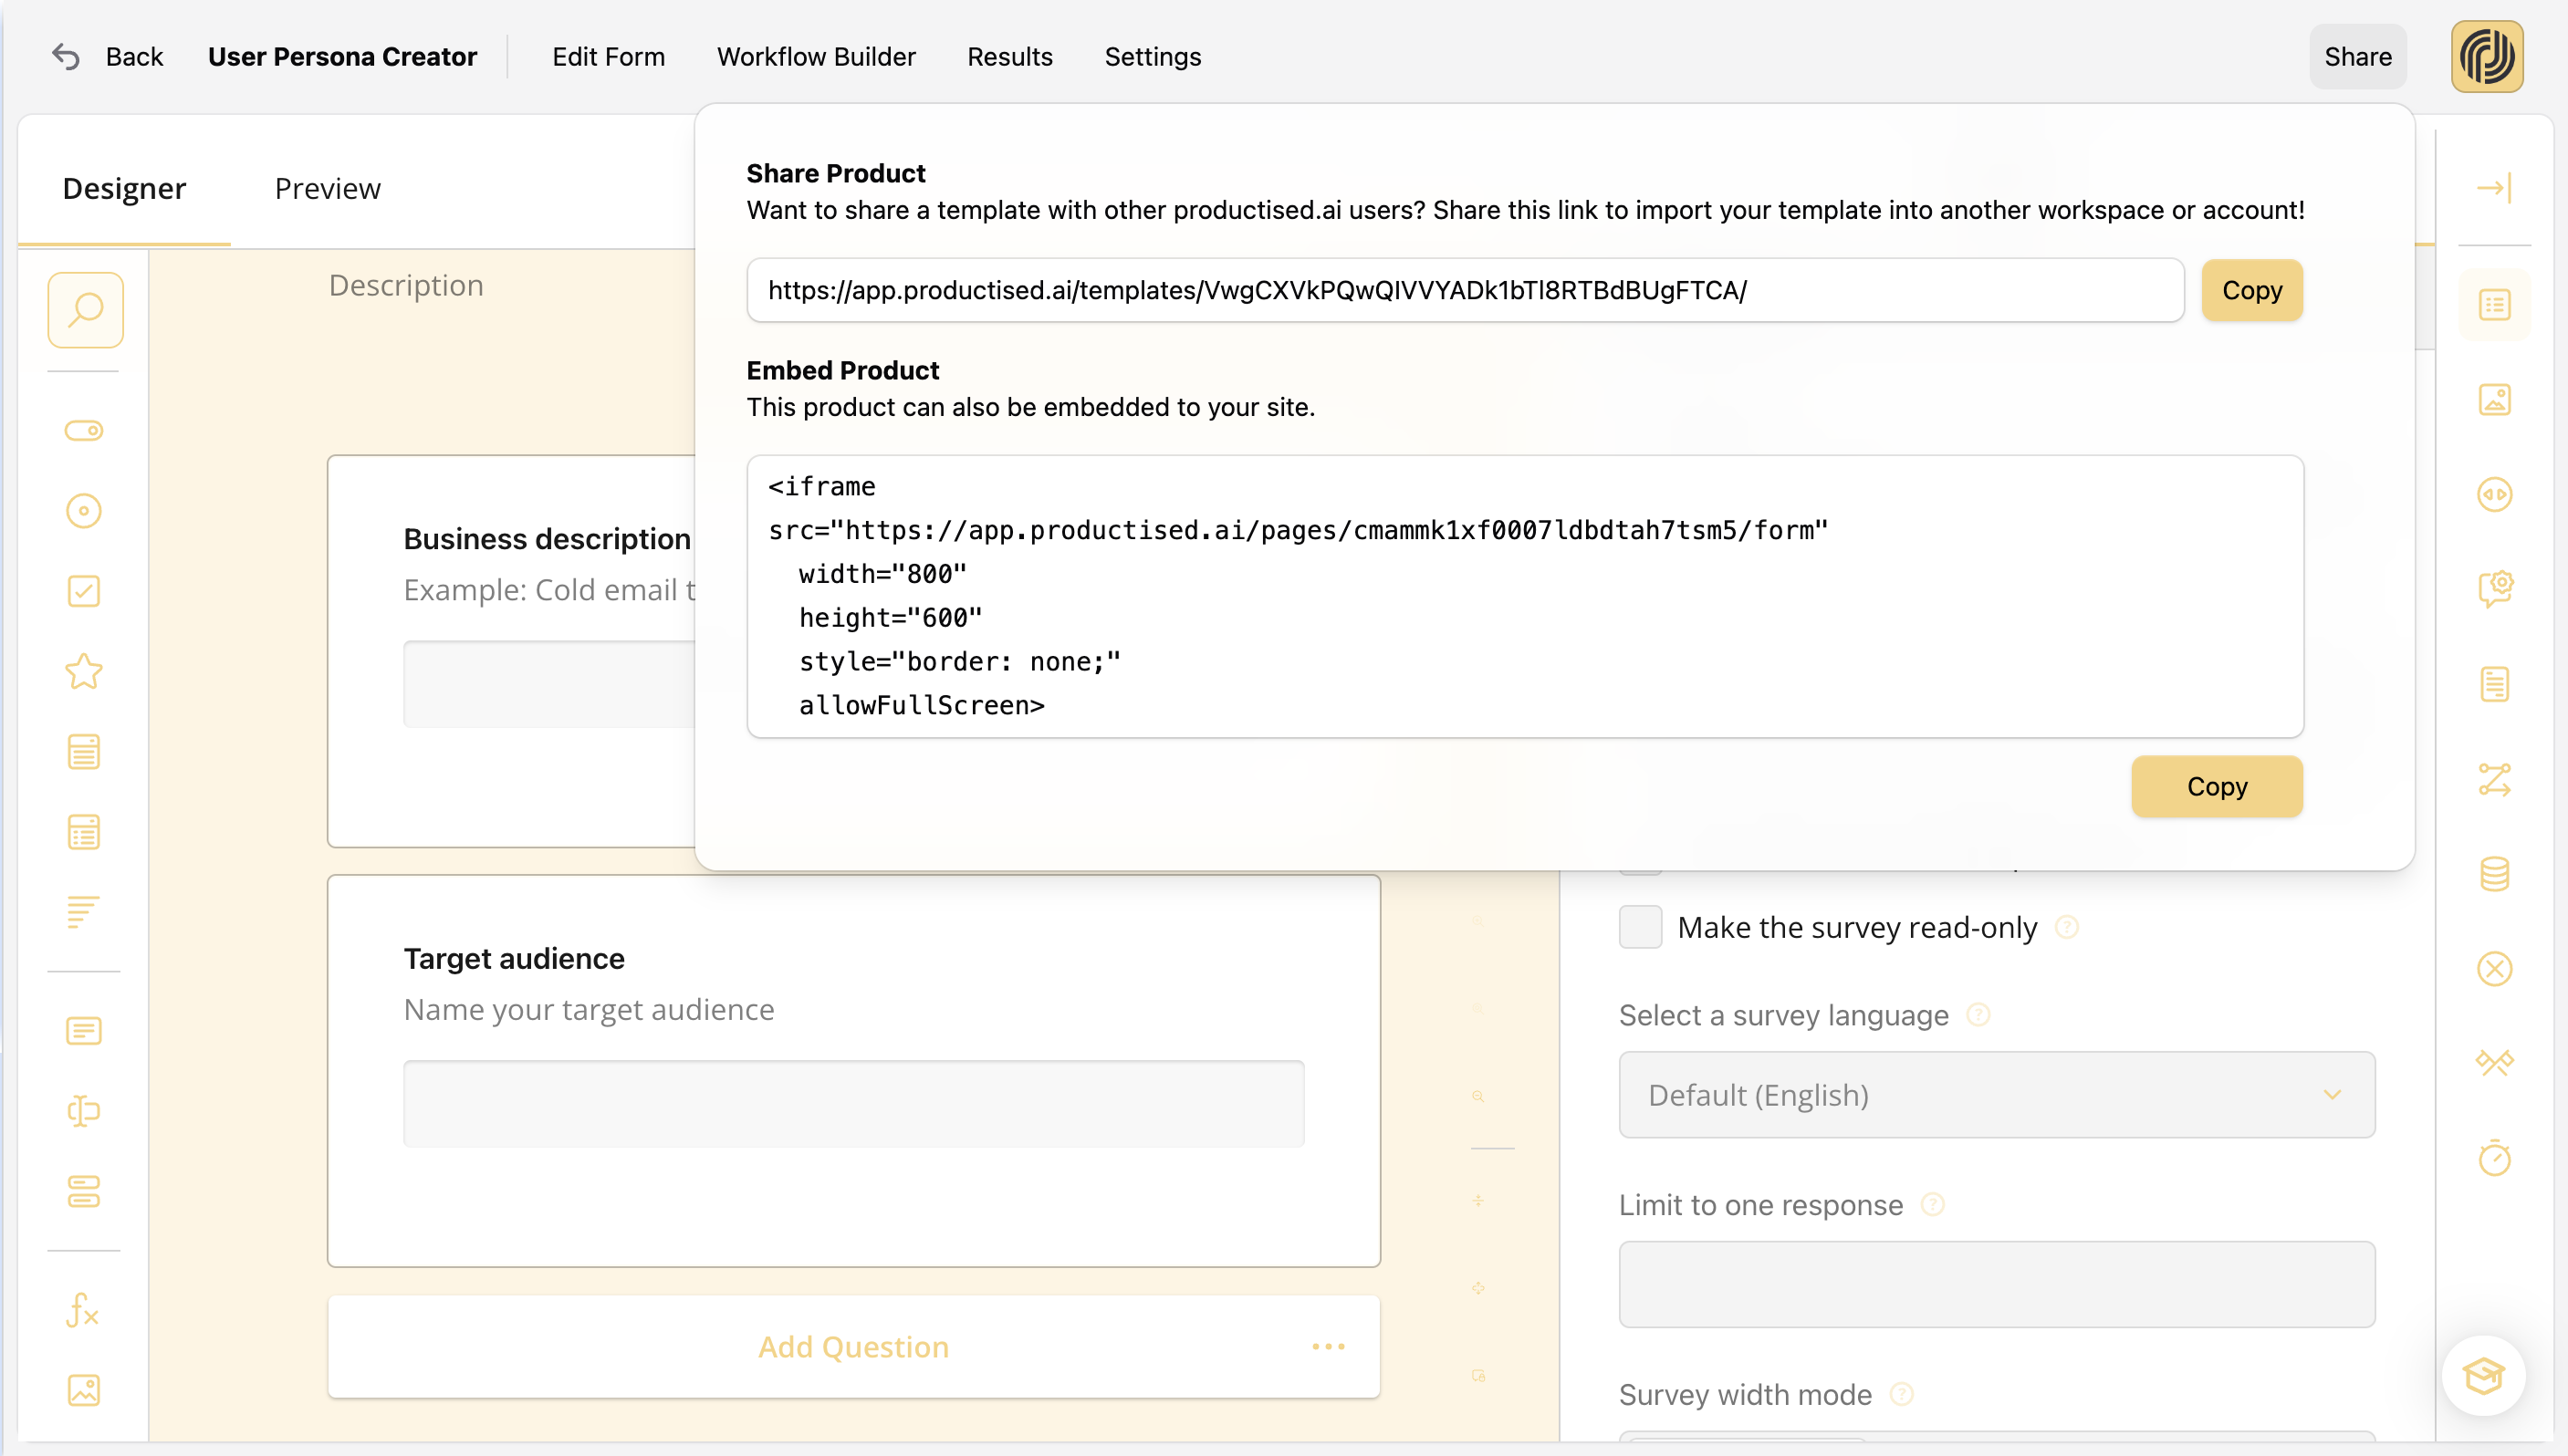 Back
User Persona Creator
Edit Form
Workflow Builder
Results
Settings
Share
Designer
Preview
Share Product
Want to share a template with other productised.ai users? Share this link to import your template into another workspace or account!
https://app.productised.ai/templates/VwgCXVkPQwQIVVYADk1bTl8RTBdBUgFTCA/
Copy
Embed Product
This product can also be embedded to your site.
<iframe
src="https://app.productised.ai/pages/cmammk1xf0007ldbdtah7tsm5/form"
width="800"
height="600"
style="border: none;"
allowFullScreen>
Copy
Description
Business description
Example: Cold email t
Target audience
Name your target audience
Add Question
Make the survey read-only
Select a survey language
Default (English)
Limit to one response
Survey width mode